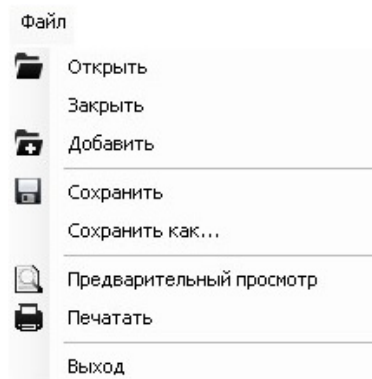 Файл
Открыть
Закрыть
Добавить
Сохранить
Сохранить как...
Предварительный просмотр
Печатать
Выход